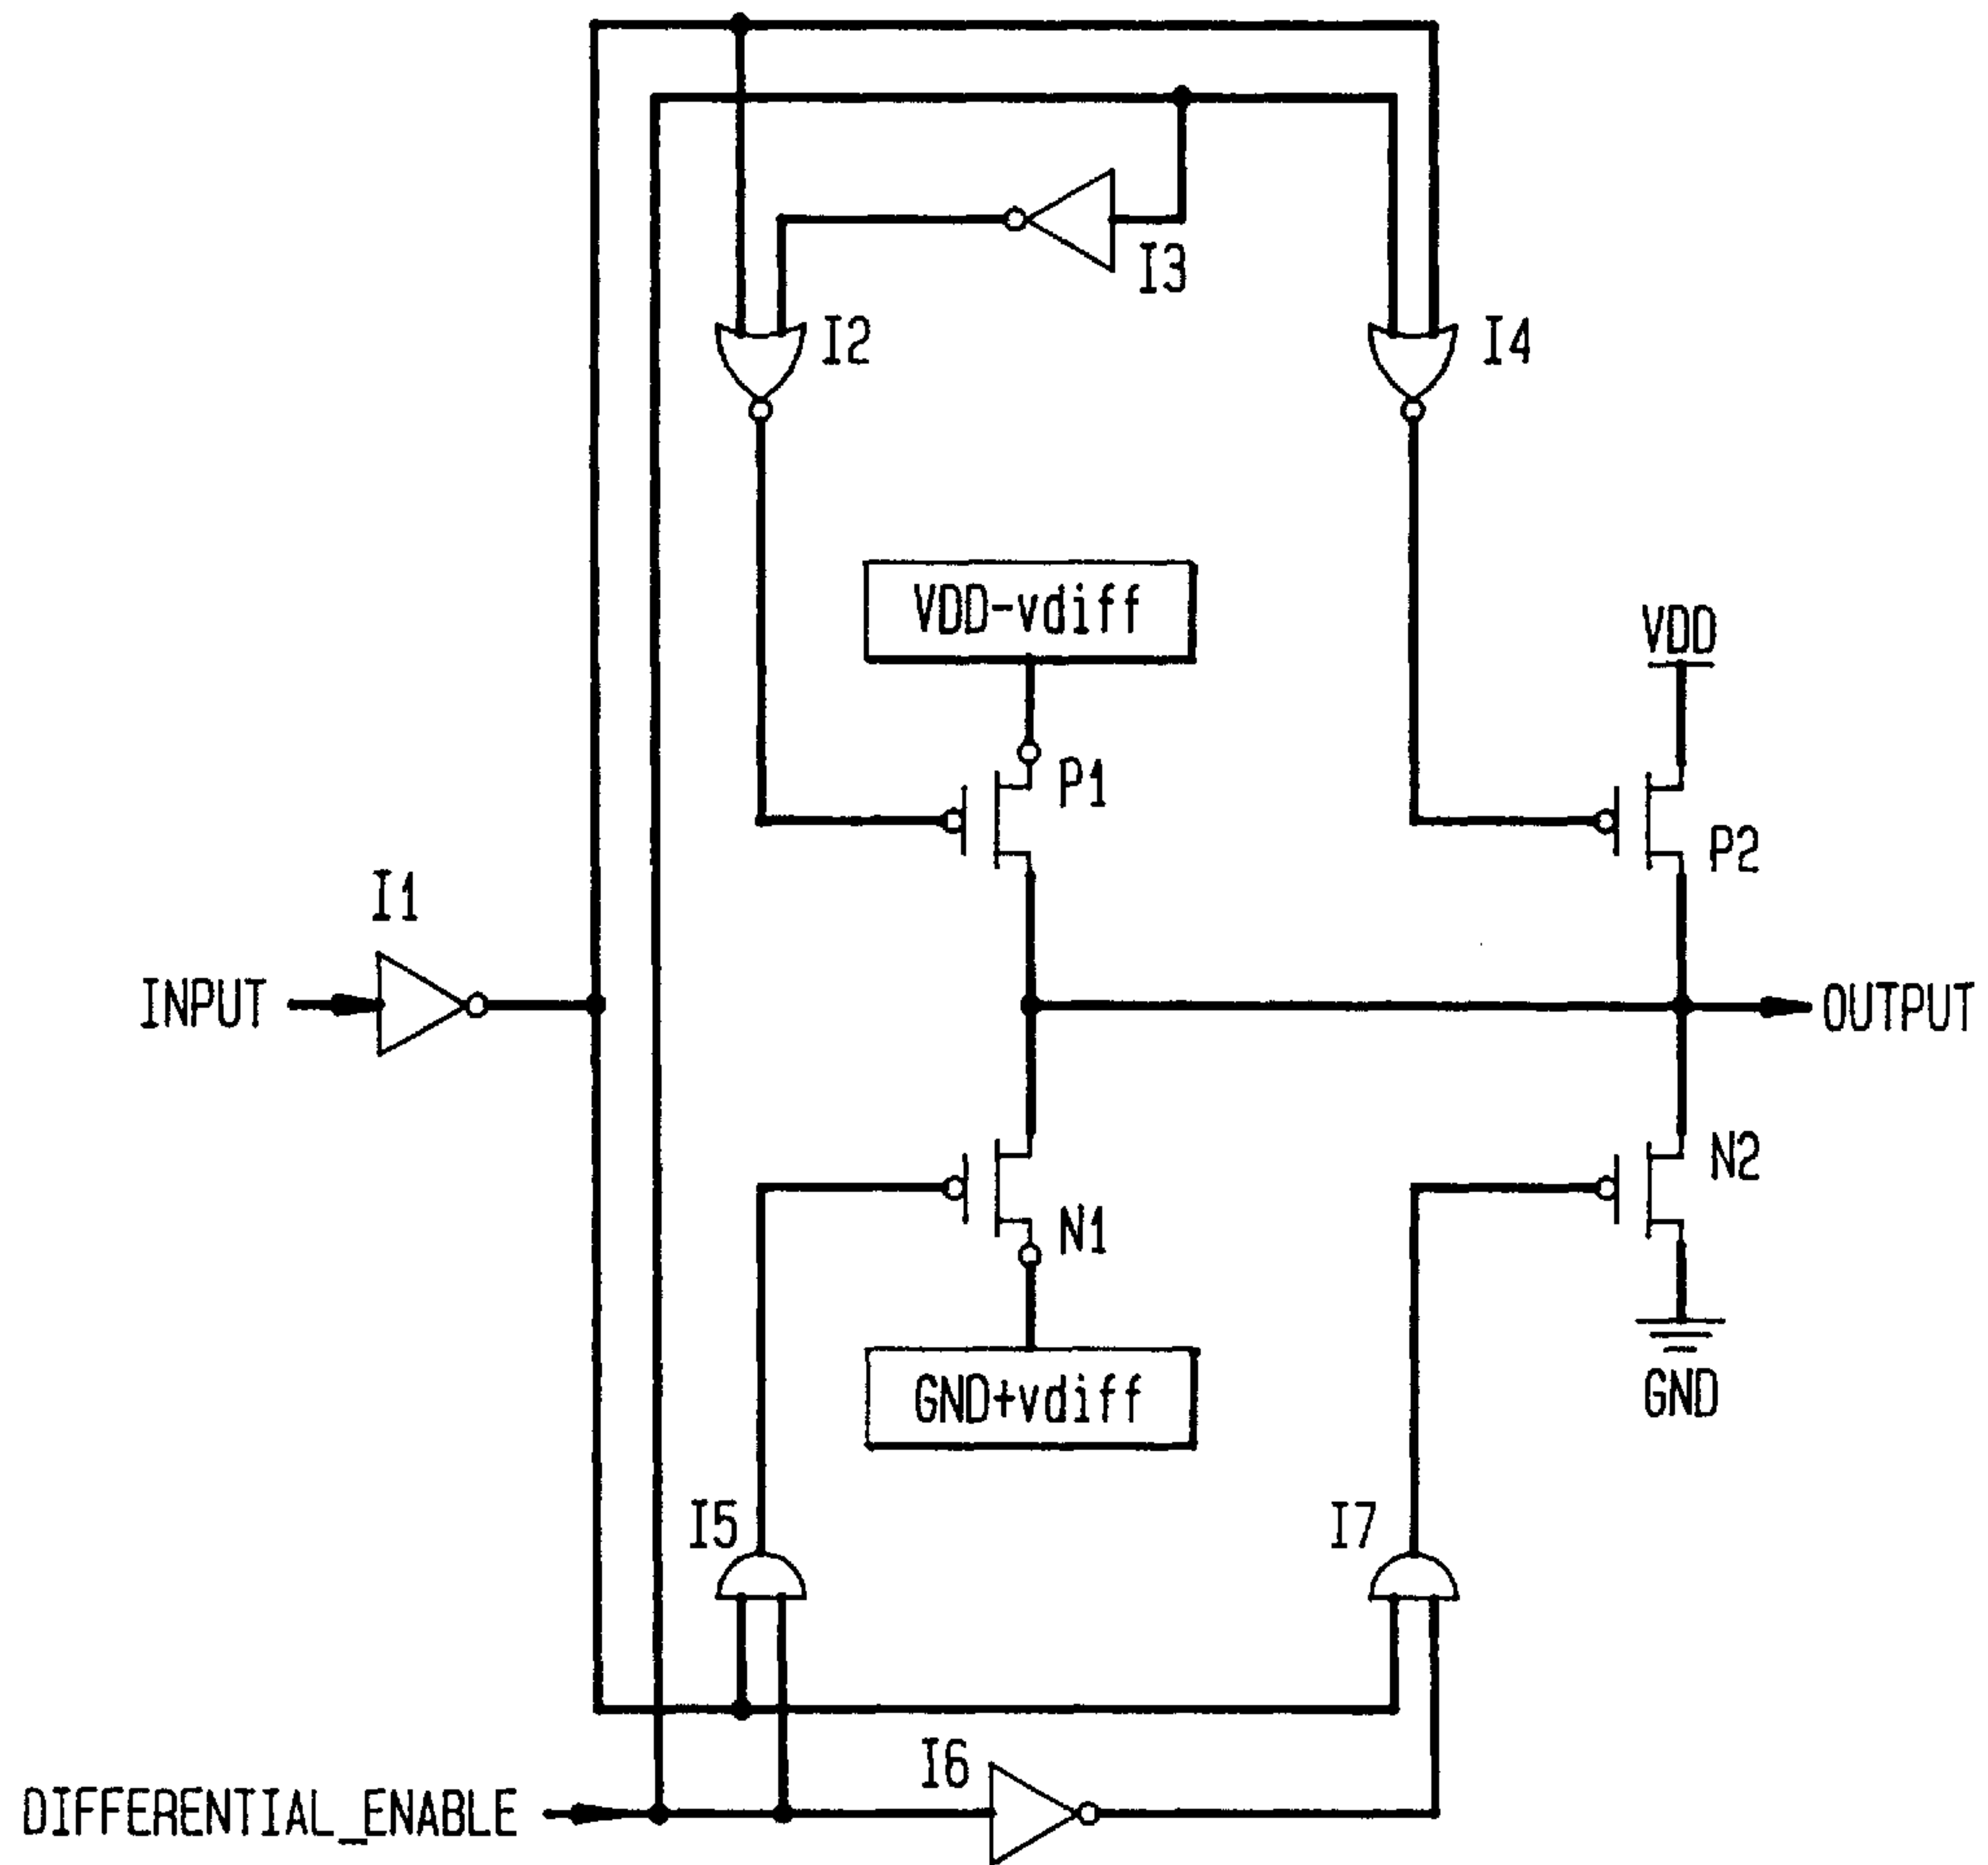 I3
I2
I4
VDD-vdiff
VDD
P1
P2
I1
INPUT
OUTPUT
N2
N1
GND+vdiff
GND
I5
I7
I6
DIFFERENTIAL_ENABLE